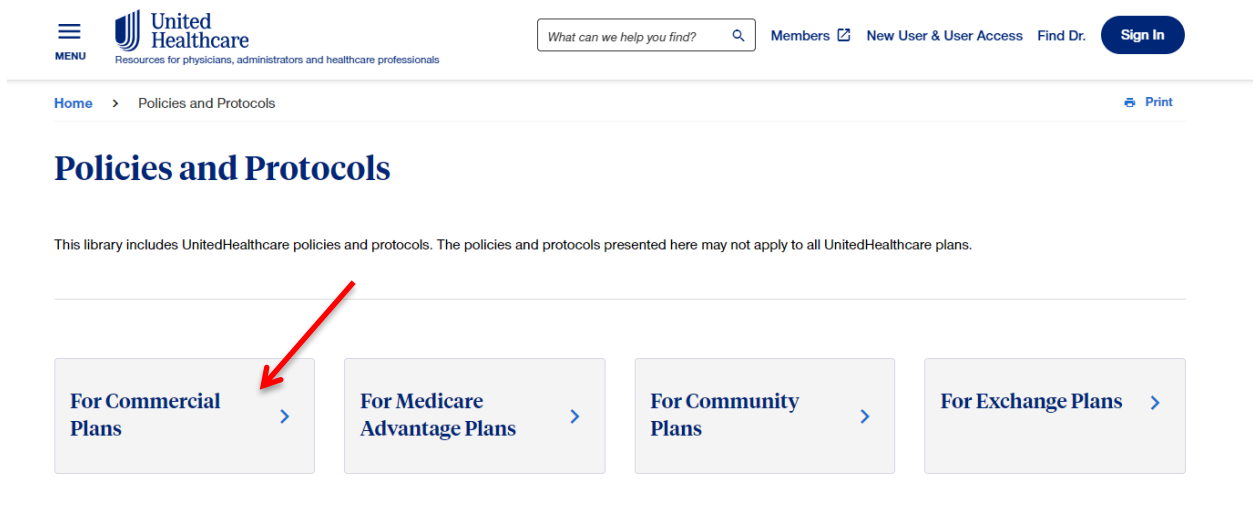 MENU
United
Healthcare
Resources for physicians, administrators and healthcare professionals
What can we help you find?
Members
New User & User Access
Find Dr.
Sign In
Home > Policies and Protocols
Print
Policies and Protocols
This library includes UnitedHealthcare policies and protocols. The policies and protocols presented here may not apply to all UnitedHealthcare plans.
For Commercial
Plans
For Medicare
Advantage Plans
For Community
Plans
For Exchange Plans